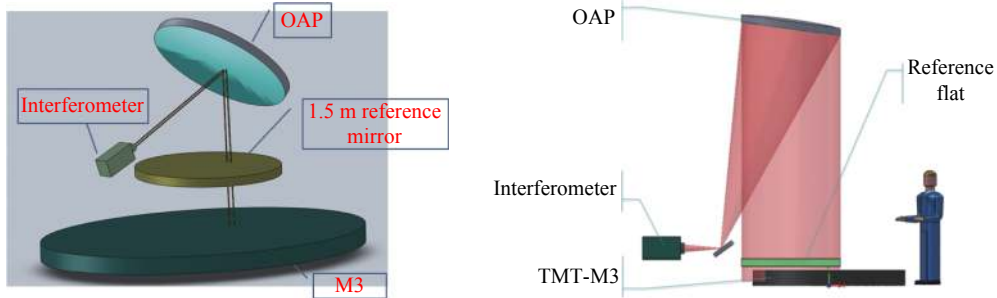 OAP
Interferometer
1.5 m reference
mirror
M3
OAP
Reference
flat
Interferometer
TMT-M3